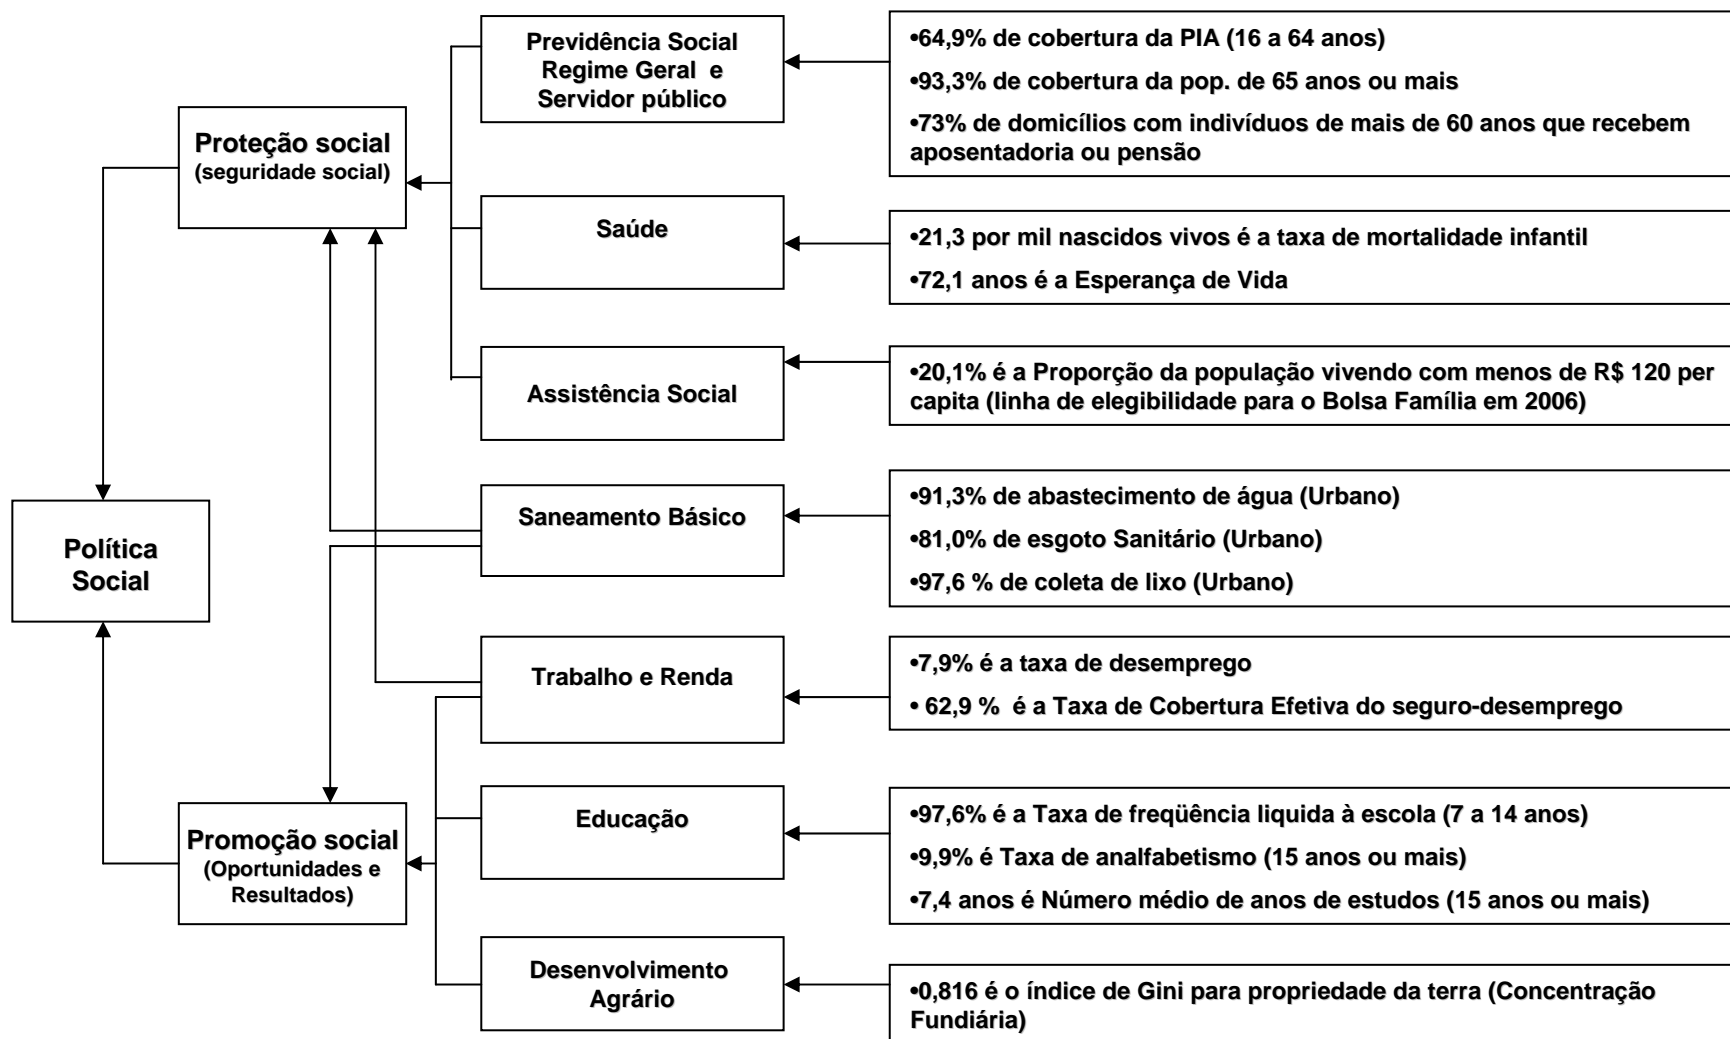 Previdência Social
Regime Geral e
Servidor público
•64,9% de cobertura da PIA (16 a 64 anos)
•93,3% de cobertura da pop. de 65 anos ou mais
•73% de domicílios com indivíduos de mais de 60 anos que recebem
aposentadoria ou pensão
Proteção social
(seguridade social)
Saúde
•21,3 por mil nascidos vivos é a taxa de mortalidade infantil
•72,1 anos é a Esperança de Vida
Assistência Social
•20,1% é a Proporção da população vivendo com menos de R$ 120 per
capita (linha de elegibilidade para o Bolsa Família em 2006)
Política
Social
Saneamento Básico
•91,3% de abastecimento de água (Urbano)
•81,0% de esgoto Sanitário (Urbano)
•97,6 % de coleta de lixo (Urbano)
Trabalho e Renda
•7,9% é a taxa de desemprego
• 62,9 % é a Taxa de Cobertura Efetiva do seguro-desemprego
Promoção social
(Oportunidades e
Resultados)
Educação
•97,6% é a Taxa de freqüência liquida à escola (7 a 14 anos)
•9,9% é Taxa de analfabetismo (15 anos ou mais)
•7,4 anos é Número médio de anos de estudos (15 anos ou mais)
Desenvolvimento
Agrário
•0,816 é o índice de Gini para propriedade da terra (Concentração
Fundiária)